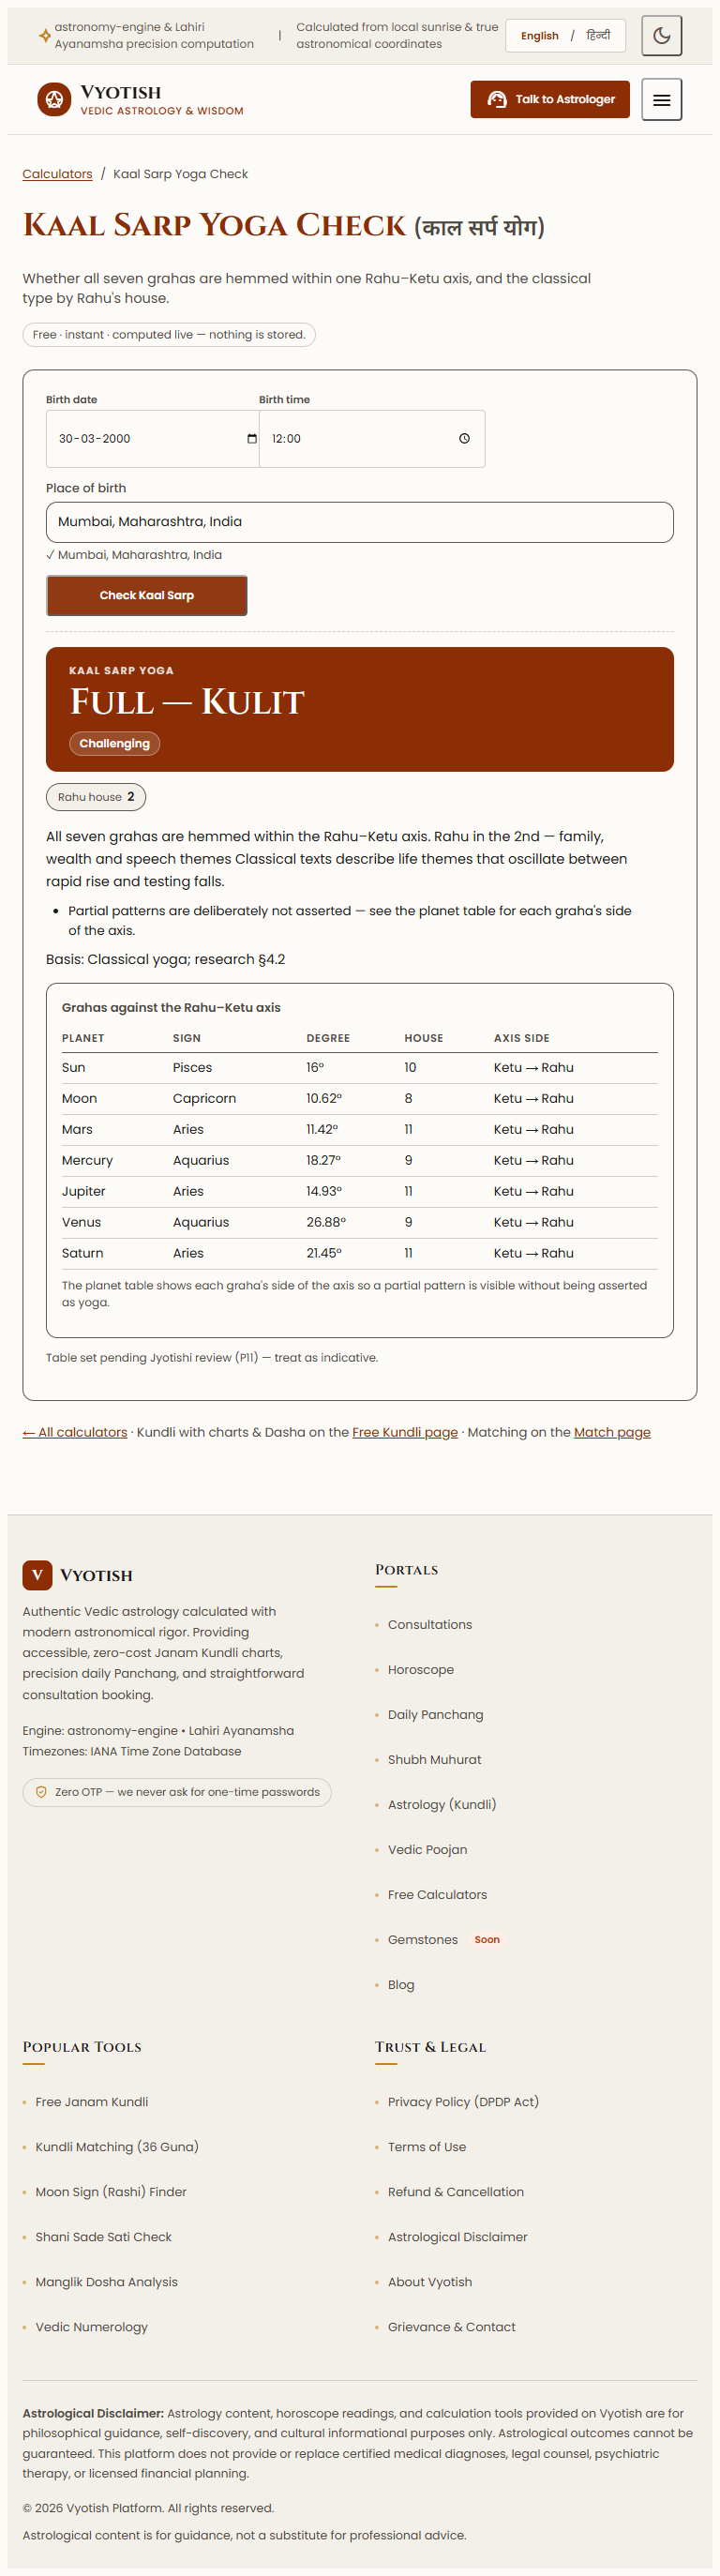 astronomy-engine & Lahiri
Ayanamsha precision computation
|
Calculated from local sunrise & true
astronomical coordinates
English / हिन्दी
Vyotish
VEDIC ASTROLOGY & WISDOM
Talk to Astrologer
Calculators / Kaal Sarp Yoga Check
Kaal Sarp Yoga Check (काल सर्प योग)
Whether all seven grahas are hemmed within one Rahu–Ketu axis, and the classical
type by Rahu's house.
Free · instant · computed live — nothing is stored.
Birth date Birth time
30-03-2000 12:00
Place of birth
Mumbai, Maharashtra, India
✓ Mumbai, Maharashtra, India
Check Kaal Sarp
KAAL SARP YOGA
Full — Kulit
Challenging
Rahu house 2
All seven grahas are hemmed within the Rahu–Ketu axis. Rahu in the 2nd — family,
wealth and speech themes Classical texts describe life themes that oscillate between
rapid rise and testing falls.
• Partial patterns are deliberately not asserted — see the planet table for each graha's side
of the axis.
Basis: Classical yoga; research §4.2
Grahas against the Rahu–Ketu axis
PLANET SIGN DEGREE HOUSE AXIS SIDE
Sun Pisces 16° 10 Ketu → Rahu
Moon Capricorn 10.62° 8 Ketu → Rahu
Mars Aries 11.42° 11 Ketu → Rahu
Mercury Aquarius 18.27° 9 Ketu → Rahu
Jupiter Aries 14.93° 11 Ketu → Rahu
Venus Aquarius 26.88° 9 Ketu → Rahu
Saturn Aries 21.45° 11 Ketu → Rahu
The planet table shows each graha's side of the axis so a partial pattern is visible without being asserted
as yoga.
Table set pending Jyotishi review (P11) — treat as indicative.
← All calculators · Kundli with charts & Dasha on the Free Kundli page · Matching on the Match page
V Vyotish
Authentic Vedic astrology calculated with
modern astronomical rigor. Providing
accessible, zero-cost Janam Kundli charts,
precision daily Panchang, and straightforward
consultation booking.
Engine: astronomy-engine • Lahiri Ayanamsha
Timezones: IANA Time Zone Database
Zero OTP — we never ask for one-time passwords
Portals
Consultations
Horoscope
Daily Panchang
Shubh Muhurat
Astrology (Kundli)
Vedic Poojan
Free Calculators
Gemstones Soon
Blog
Popular Tools
Free Janam Kundli
Kundli Matching (36 Guna)
Moon Sign (Rashi) Finder
Shani Sade Sati Check
Manglik Dosha Analysis
Vedic Numerology
Trust & Legal
Privacy Policy (DPDP Act)
Terms of Use
Refund & Cancellation
Astrological Disclaimer
About Vyotish
Grievance & Contact
Astrological Disclaimer: Astrology content, horoscope readings, and calculation tools provided on Vyotish are for
philosophical guidance, self-discovery, and cultural informational purposes only. Astrological outcomes cannot be
guaranteed. This platform does not provide or replace certified medical diagnoses, legal counsel, psychiatric
therapy, or licensed financial planning.
© 2026 Vyotish Platform. All rights reserved.
Astrological content is for guidance, not a substitute for professional advice.